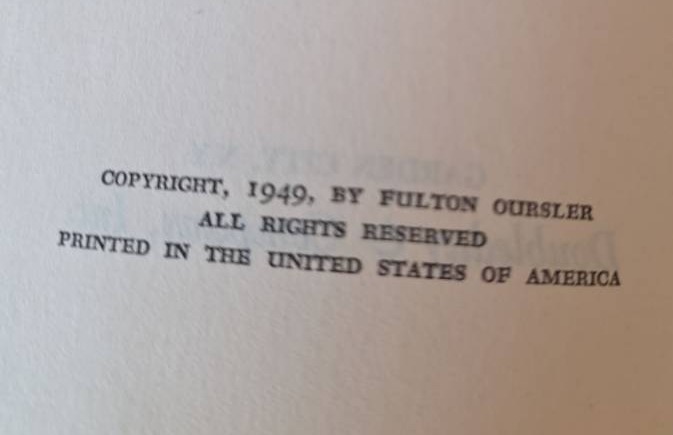 COPYRIGHT, 1949, BY FULTON OURSLER
ALL RIGHTS RESERVED
PRINTED IN THE UNITED STATES OF AMERICA